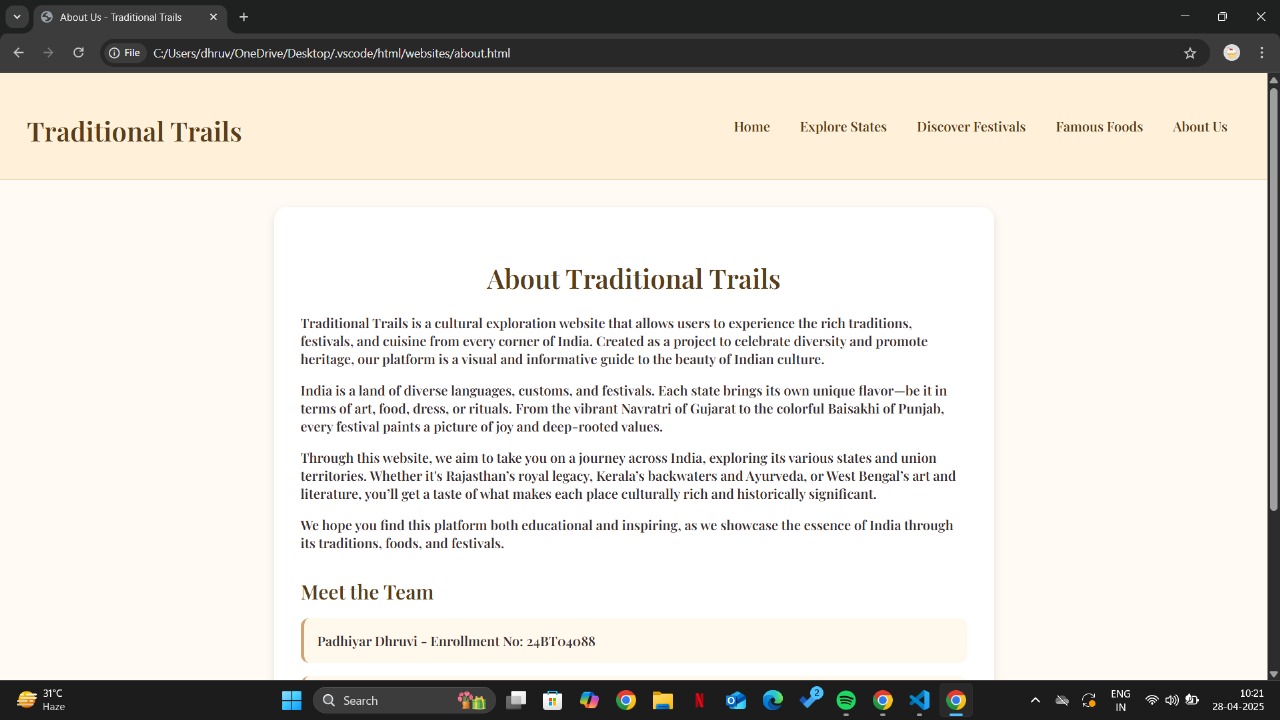 About Us - Traditional Trails
File
C:/Users/dhruv/OneDrive/Desktop/.vscode/html/websites/about.html
Traditional Trails
Home
Explore States
Discover Festivals
Famous Foods
About Us
About Traditional Trails
Traditional Trails is a cultural exploration website that allows users to experience the rich traditions,
festivals, and cuisine from every corner of India. Created as a project to celebrate diversity and promote
heritage, our platform is a visual and informative guide to the beauty of Indian culture.
India is a land of diverse languages, customs, and festivals. Each state brings its own unique flavor—be it in
terms of art, food, dress, or rituals. From the vibrant Navratri of Gujarat to the colorful Baisakhi of Punjab,
every festival paints a picture of joy and deep-rooted values.
Through this website, we aim to take you on a journey across India, exploring its various states and union
territories. Whether it's Rajasthan’s royal legacy, Kerala’s backwaters and Ayurveda, or West Bengal’s art and
literature, you’ll get a taste of what makes each place culturally rich and historically significant.
We hope you find this platform both educational and inspiring, as we showcase the essence of India through
its traditions, foods, and festivals.
Meet the Team
Padhiyar Dhruvi - Enrollment No: 24BT04088
31°C
Haze
Search
2
ENG
IN
10:21
28-04-2025